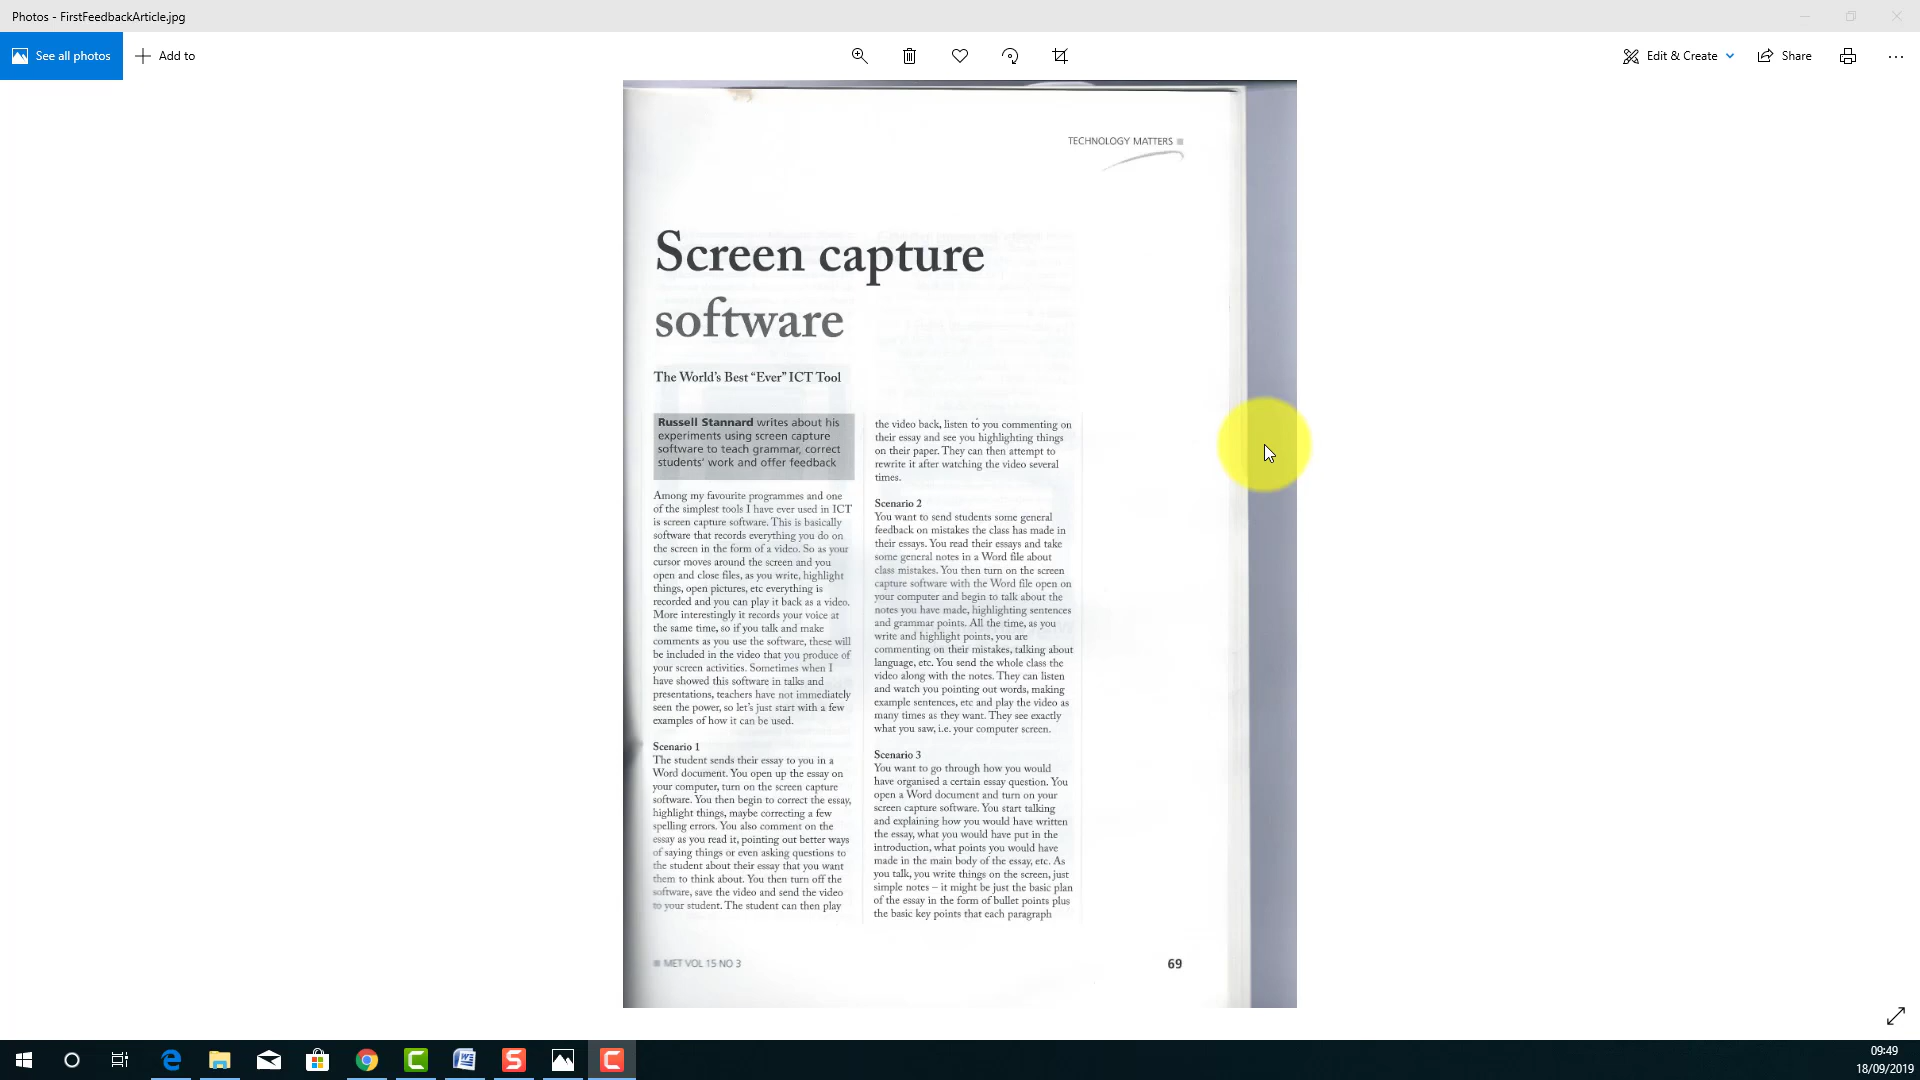 Photos - FirstFeedbackArticle.jpg
See all photos
Add to
Edit & Create
Share
TECHNOLOGY MATTERS
Screen capture
software
The World's Best "Ever" ICT Tool
Russell Stannard writes about his
experiments using screen capture
software to teach grammar, correct
students' work and offer feedback
Among my favourite programmes and one
of the simplest tools I have ever used in ICT
is screen capture software. This is basically
software that records everything you do on
the screen in the form of a video. So as your
cursor moves around the screen and you
open and close files, as you write, highlight
things, open pictures, etc everything is
recorded and you can play it back as a video.
More interestingly it records your voice at
the same time, so if you talk and make
comments as you use the software, these will
be included in the video that you produce of
your screen activities. Sometimes when I
have showed this software in talks and
presentations, teachers have not immediately
seen the power, so let's just start with a few
examples of how it can be used.
Scenario 1
The student sends their essay to you in a
Word document. You open up the essay on
your computer, turn on the screen capture
software. You then begin to correct the essay,
highlight things, maybe correcting a few
spelling errors. You also comment on the
essay as you read it, pointing out better ways
of saying things or even asking questions to
the student about their essay that you want
them to think about. You then turn off the
software, save the video and send the video
to your student. The student can then play
the video back, listen to you commenting on
their essay and see you highlighting things
on their paper. They can then attempt to
rewrite it after watching the video several
times.
Scenario 2
You want to send students some general
feedback on mistakes the class has made in
their essays. You read their essays and take
some general notes in a Word file about
class mistakes. You then turn on the screen
capture software with the Word file open on
your computer and begin to talk about the
notes you have made, highlighting sentences
and grammar points. All the time, as you
write and highlight points, you are
commenting on their mistakes, talking about
language, etc. You send the whole class the
video along with the notes. They can listen
and watch you pointing out words, making
example sentences, etc and play the video as
many times as they want. They see exactly
what you saw, i.e. your computer screen.
Scenario 3
You want to go through how you would
have organised a certain essay question. You
open a Word document and turn on your
screen capture software. You start talking
and explaining how you would have written
the essay, what you would have put in the
introduction, what points you would have
made in the main body of the essay, etc. As
you talk, you write things on the screen, just
simple notes – it might be just the basic plan
of the essay in the form of bullet points plus
the basic key points that each paragraph
MET VOL 15 NO 3
69
09:49
18/09/2019